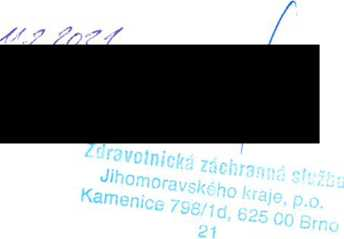 11.2.2021
Zdravotnická záchranná služba
Jihomoravského kraje, p.o.
Kamenice 798/1d, 625 00 Brno
21